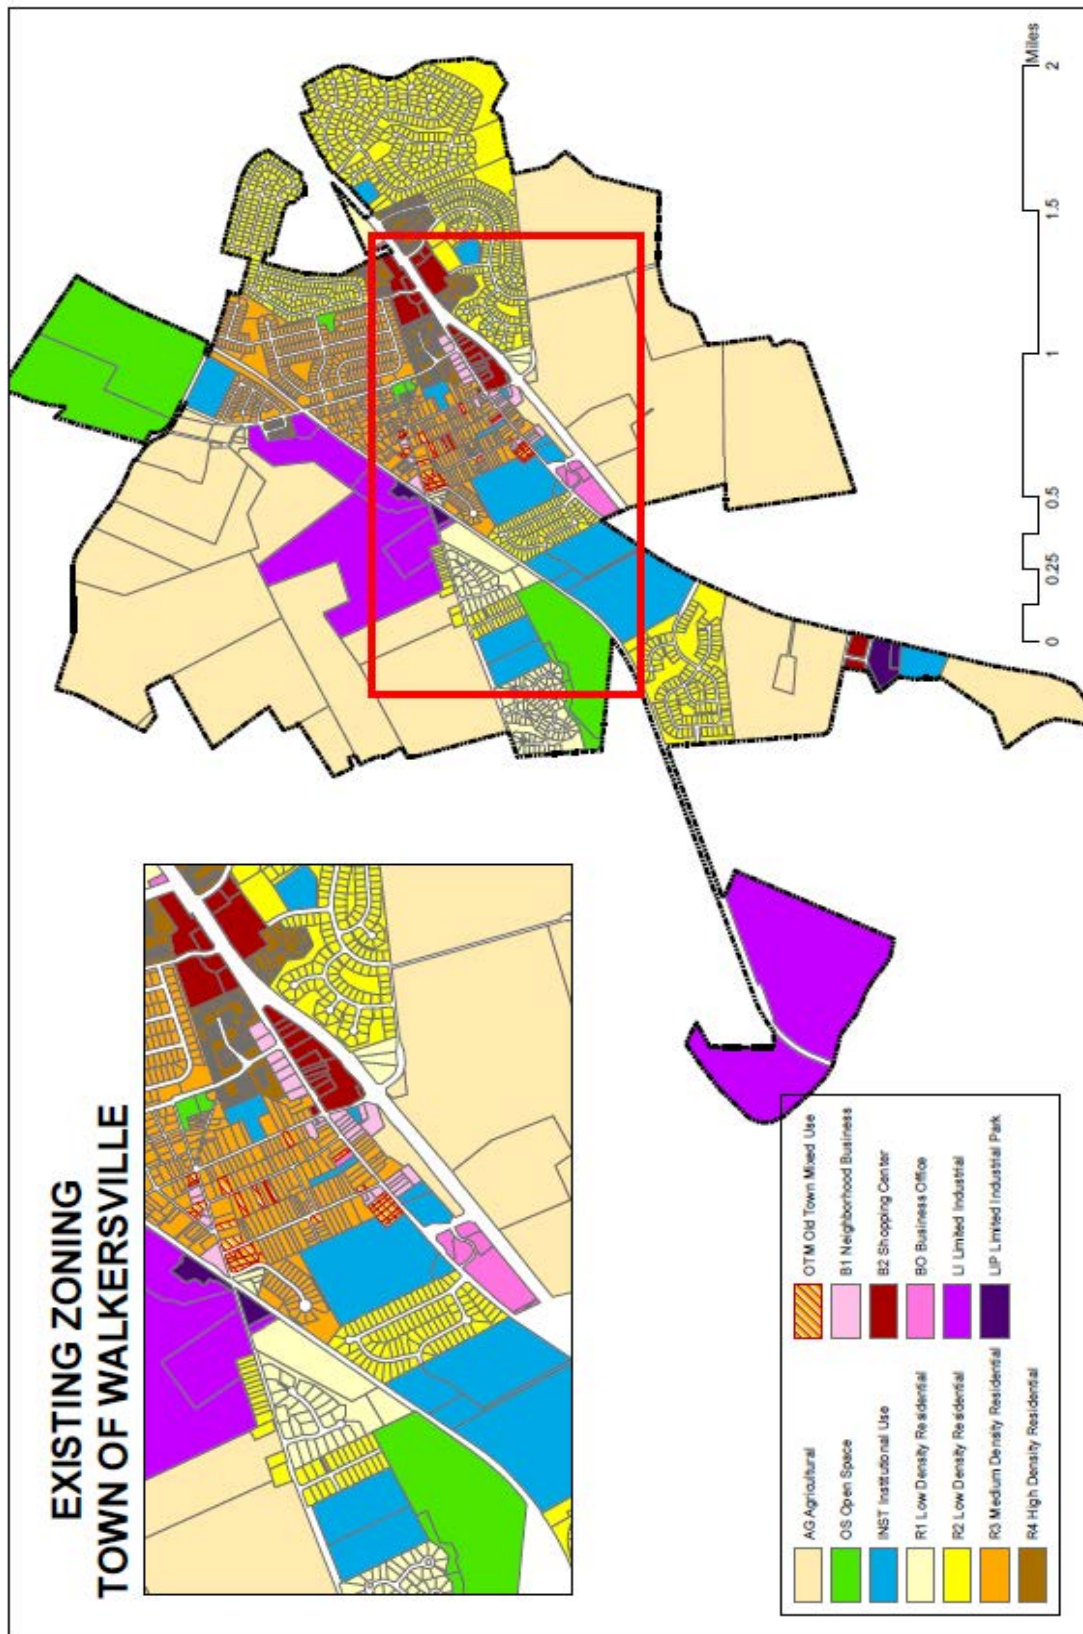 EXISTING ZONING
TOWN OF WALKERSVILLE
AG Agricultural
OS Open Space
INST Institutional Use
R1 Low Density Residential
R2 Low Density Residential
R3 Medium Density Residential
R4 High Density Residential
OTM Old Town Mixed Use
B1 Neighborhood Business
B2 Shopping Center
BO Business Office
LI Limited Industrial
LIP Limited Industrial Park
0 0.25 0.5 1 1.5 2
Miles